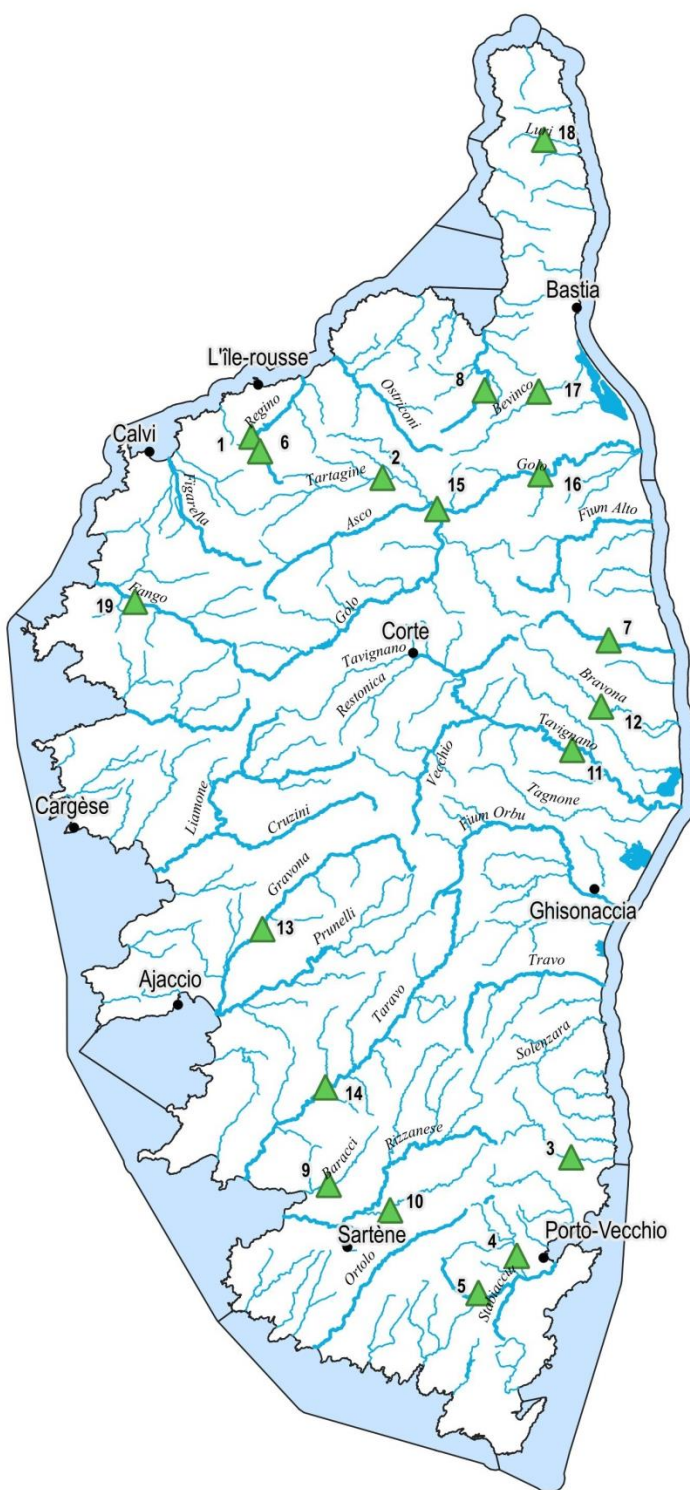 Luri 18
Bastia
L'île-rousse
8
Bevinco
17
Ostriconi
Regino
1
6
Calvi
2
Tartagine
15
Golo
16
Figarella
Asco
Fium Alto
Fango
19
Golo
7
Corte
Tavignano
Restonica
Bravona
12
Tavignano
11
Vecchio
Tagnone
Liamone
Cargèse
Cruzini
Fium Orbu
Gravona
Ghisonaccia
13
Prunelli
Travo
Ajaccio
Taravo
Solenzara
14
Rizzanese
3
9
Baracci
10
Sartène
4
Porto-Vecchio
Ortolo
5
Stabiaccia